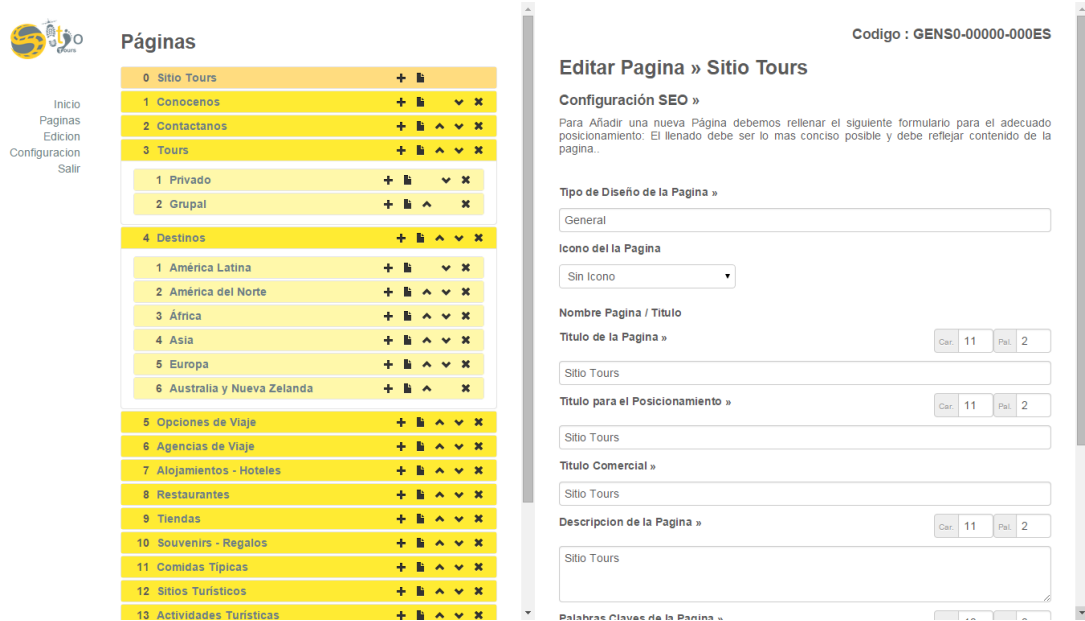 Sitio
Tours
Inicio
Paginas
Edicion
Configuracion
Salir
Páginas
0 Sitio Tours
1 Conocenos
2 Contactanos
3 Tours
1 Privado
2 Grupal
4 Destinos
1 América Latina
2 América del Norte
3 África
4 Asia
5 Europa
6 Australia y Nueva Zelanda
5 Opciones de Viaje
6 Agencias de Viaje
7 Alojamientos - Hoteles
8 Restaurantes
9 Tiendas
10 Souvenirs - Regalos
11 Comidas Típicas
12 Sitios Turísticos
13 Actividades Turísticas
Codigo : GENS0-00000-000ES
Editar Pagina » Sitio Tours
Configuración SEO »
Para Añadir una nueva Página debemos rellenar el siguiente formulario para el adecuado
posicionamiento: El llenado debe ser lo mas conciso posible y debe reflejar contenido de la
pagina..
Tipo de Diseño de la Pagina »
General
Icono del la Pagina
Sin Icono
Nombre Pagina / Titulo
Titulo de la Pagina » Car. 11 Pal. 2
Sitio Tours
Titulo para el Posicionamiento » Car. 11 Pal. 2
Sitio Tours
Titulo Comercial »
Sitio Tours
Descripcion de la Pagina » Car. 11 Pal. 2
Sitio Tours
Palabras Claves de la Pagina »